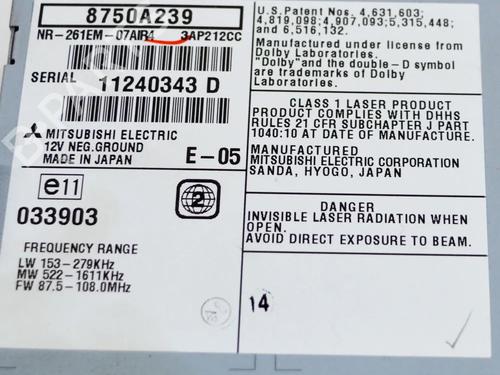 8750A239
NR-261EM-07AIR4 3AP212CC
SERIAL 11240343 D
MITSUBISHI ELECTRIC
12V NEG.GROUND
MADE IN JAPAN E-05
e11
2
033903
FREQUENCY RANGE
LW 153-279KHz
MW 522-1611KHz
FW 87.5-108.0MHz
U.S.Patent Nos. 4,631,603;
4,819,098; 4,907,093; 5,315,448;
and 6,516,132.
Manufactured under license from
Dolby Laboratories.
"Dolby" and the double-D symbol
are trademarks of Dolby
Laboratories.
CLASS 1 LASER PRODUCT
PRODUCT COMPLIES WITH DHHS
RULES 21 CFR SUBCHAPTER J PART
1040:10 AT DATE OF MANUFACTURE.
MANUFACTURED
MITSUBISHI ELECTRIC CORPORATION
SANDA, HYOGO, JAPAN
DANGER
INVISIBLE LASER RADIATION WHEN
OPEN.
AVOID DIRECT EXPOSURE TO BEAM.
14